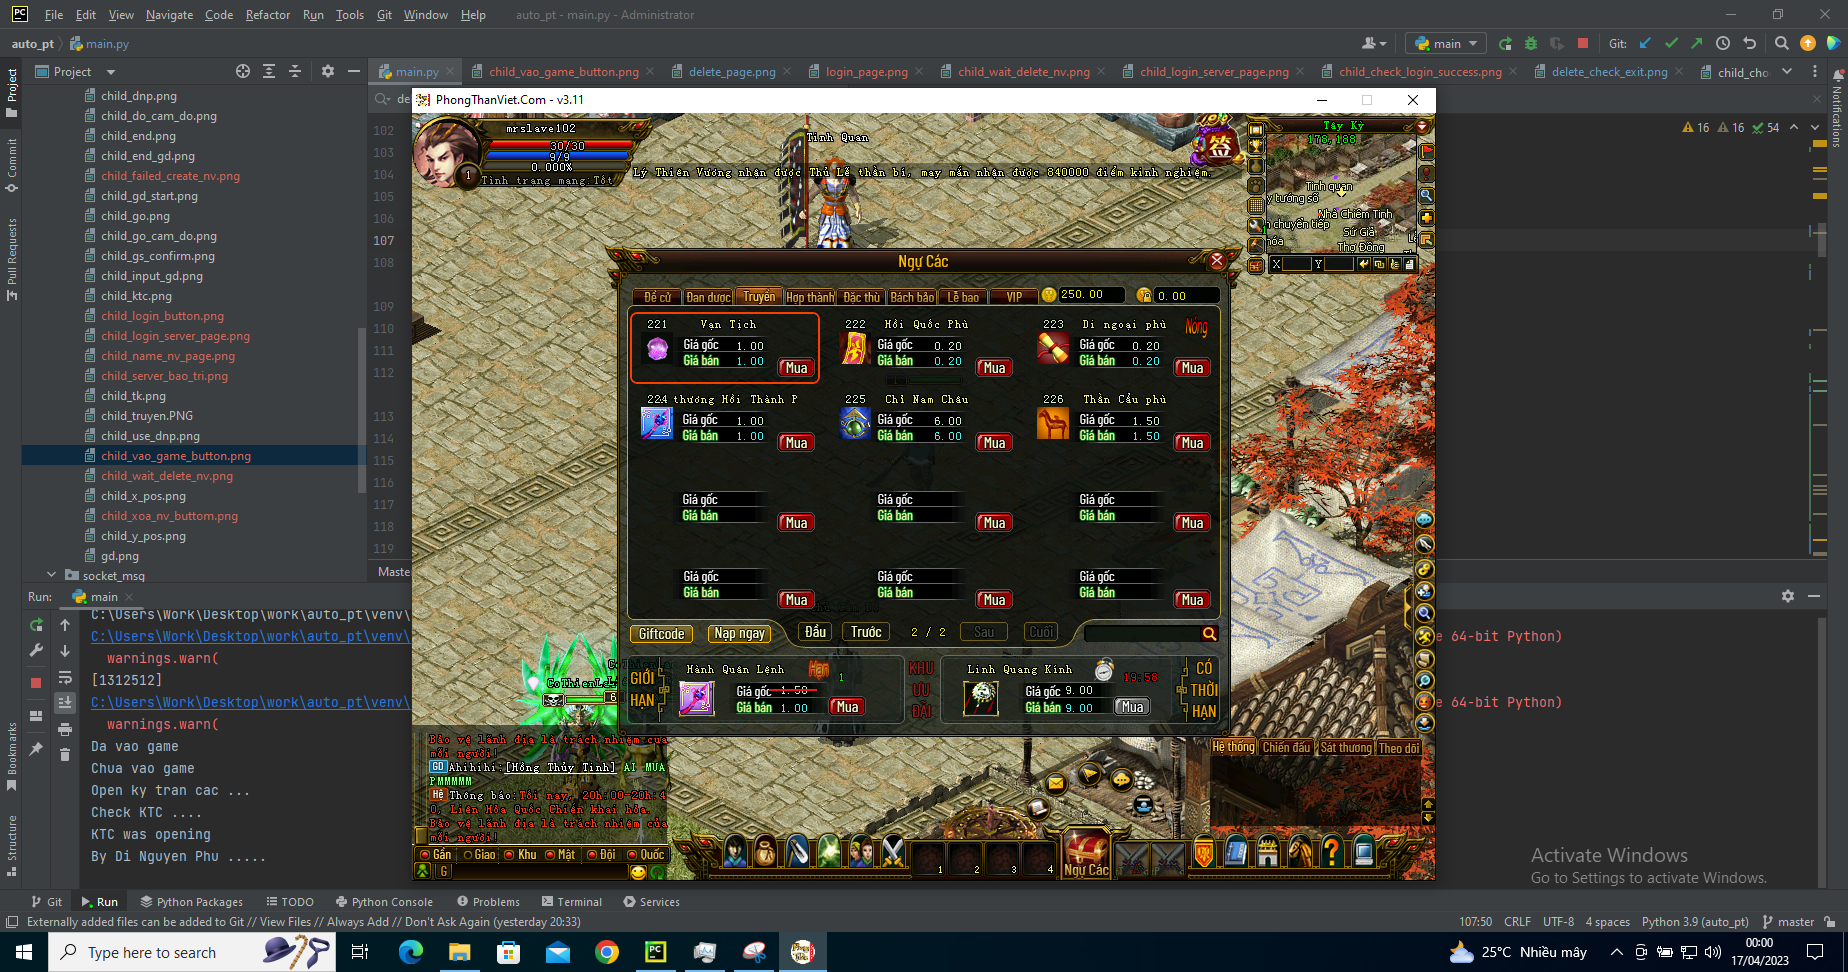 File Edit View Navigate Code Refactor Run Tools Git Window Help auto_pt - main.py - Administrator
auto_pt main.py main Git:
Project
main.py child_vao_game_button.png delete_page.png login_page.png child_wait_delete_nv.png child_login_server_page.png child_check_login_success.png delete_check_exit.png child_cho
Project
Commit
Pull Requests
Bookmarks
Structure
Notifications
child_dnp.png
child_do_cam_do.png
child_end.png
child_end_gd.png
child_failed_create_nv.png
child_gd_start.png
child_go.png
child_go_cam_do.png
child_gs_confirm.png
child_input_gd.png
child_ktc.png
child_login_button.png
child_login_server_page.png
child_name_nv_page.png
child_server_bao_tri.png
child_tk.png
child_truyen.PNG
child_use_dnp.png
child_vao_game_button.png
child_wait_delete_nv.png
child_x_pos.png
child_xoa_nv_buttom.png
child_y_pos.png
gd.png
socket_msg
de
102
103
104
105
106
107
108
109
110
111
112
113
114
115
116
117
118
119
16 16 54
Maste
PhongThanViet.Com - v3.11
mrslave102
30/30
9/9
0.000%
1
Tình trạng mạng:Tốt
Tinh Quan
Lý Thiên Vương nhận được Thủ Lễ thần bí, may mắn nhận được 840000 điểm kinh nghiệm.
Tây Kỳ
178,188
Tinh quan
y tướng số
Nhà Chiêm Tinh
n chuyển tiếp
Sứ Giả
hóa
Thợ Đông
X Y
Ngự Các
Đề cử Đan dược Truyền Hợp thành Đặc thù Bách bảo Lễ bao VIP 250.00 0.00
221 Vạn Tịch
Giá gốc 1.00
Giá bán 1.00
Mua
222 Hồi Quốc Phù
Giá gốc 0.20
Giá bán 0.20
Mua
223 Di ngoại phù Nóng
Giá gốc 0.20
Giá bán 0.20
Mua
224 thương Hồi Thành P
Giá gốc 1.00
Giá bán 1.00
Mua
225 Chỉ Nam Châu
Giá gốc 6.00
Giá bán 6.00
Mua
226 Thần Cẩu phù
Giá gốc 1.50
Giá bán 1.50
Mua
Giá gốc Giá gốc Giá gốc
Giá bán Giá bán Giá bán
Mua Mua Mua
Giá gốc Giá gốc Giá gốc
Giá bán Giá bán Giá bán
Mua Mua Mua
Giftcode Nạp ngay Đầu Trước 2 / 2 Sau Cuối
GIỚI HẠN
Hành Quân Lệnh Hạn 1
Giá gốc 1.50
Giá bán 1.00
Mua
KHU ƯU ĐÃI
Linh Quang Kính 19:58
Giá gốc 9.00
Giá bán 9.00
Mua
CÓ THỜI HẠN
Bảo vệ lãnh địa là trách nhiệm của
mỗi người!
GD Ahihihi:[Hồng Thủy Tinh] AI MUA
PMMMMM
Hệ Thông báo:Tối nay, 20h:00-20h:4
0, Liên Hỏa Quốc Chiến khai hỏa.
Bảo vệ lãnh địa là trách nhiệm của
mỗi người!
Gần Giao Khu Mật Đội Quốc
G
1 2 3 4
Ngự Các
Hệ thống Chiến đấu Sát thương Theo dõi
Run: main
C:\Users\Work\Desktop\work\auto_pt\venv\
C:\Users\Work\Desktop\work\auto_pt\venv\ e 64-bit Python)
warnings.warn(
[1312512]
C:\Users\Work\Desktop\work\auto_pt\venv\ e 64-bit Python)
warnings.warn(
Da vao game
Chua vao game
Open ky tran cac ...
Check KTC ....
KTC was opening
By Di Nguyen Phu .....
Activate Windows
Go to Settings to activate Windows.
Git Run Python Packages TODO Python Console Problems Terminal Services
Externally added files can be added to Git // View Files // Always Add // Don't Ask Again (yesterday 20:33) 107:50 CRLF UTF-8 4 spaces Python 3.9 (auto_pt) master
Type here to search
25°C Nhiều mây
00:00
17/04/2023